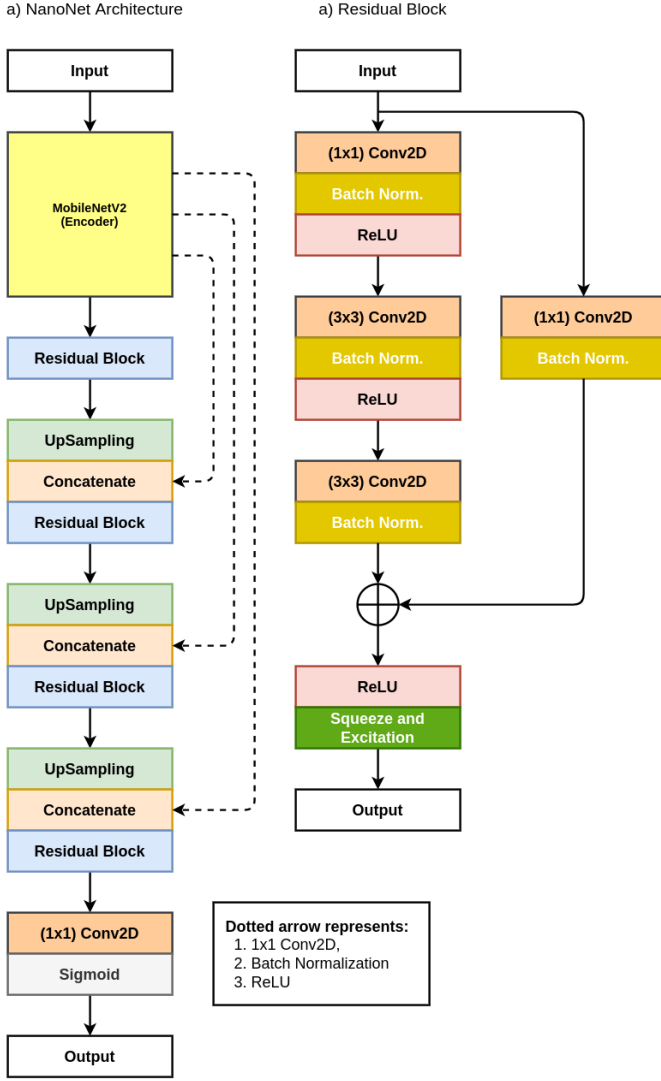 a) NanoNet Architecture
Input
MobileNetV2
(Encoder)
Residual Block
UpSampling
Concatenate
Residual Block
UpSampling
Concatenate
Residual Block
UpSampling
Concatenate
Residual Block
(1x1) Conv2D
Sigmoid
Output
a) Residual Block
Input
(1x1) Conv2D
Batch Norm.
ReLU
(3x3) Conv2D
Batch Norm.
ReLU
(3x3) Conv2D
Batch Norm.
(1x1) Conv2D
Batch Norm.
ReLU
Squeeze and
Excitation
Output
Dotted arrow represents:
1. 1x1 Conv2D,
2. Batch Normalization
3. ReLU